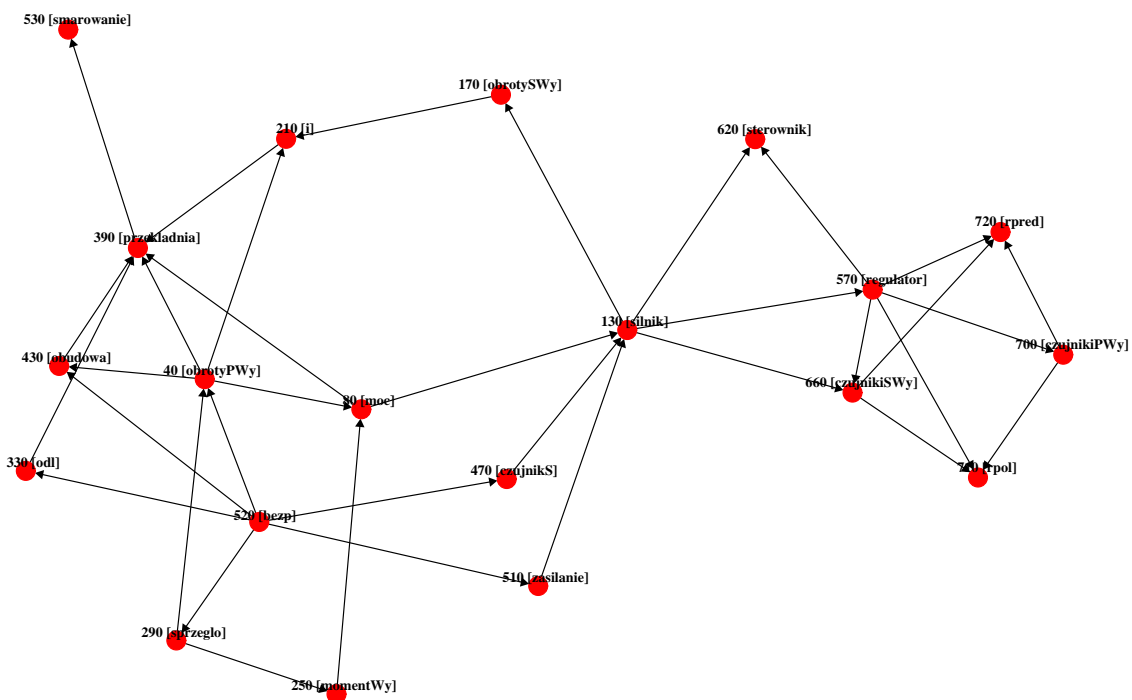 530 [smarowanie]
170 [obrotySWy]
210 [i]
620 [sterownik]
720 [rpred]
390 [przekladnia]
570 [regulator]
130 [silnik]
700 [czujnikiPWy]
430 [obudowa]
40 [obrotyPWy]
660 [czujnikiSWy]
80 [moc]
330 [odl]
470 [czujnikS]
[rpol]
520 [bezp]
510 [zasilanie]
290 [sprzeglo]
250 [momentWy]